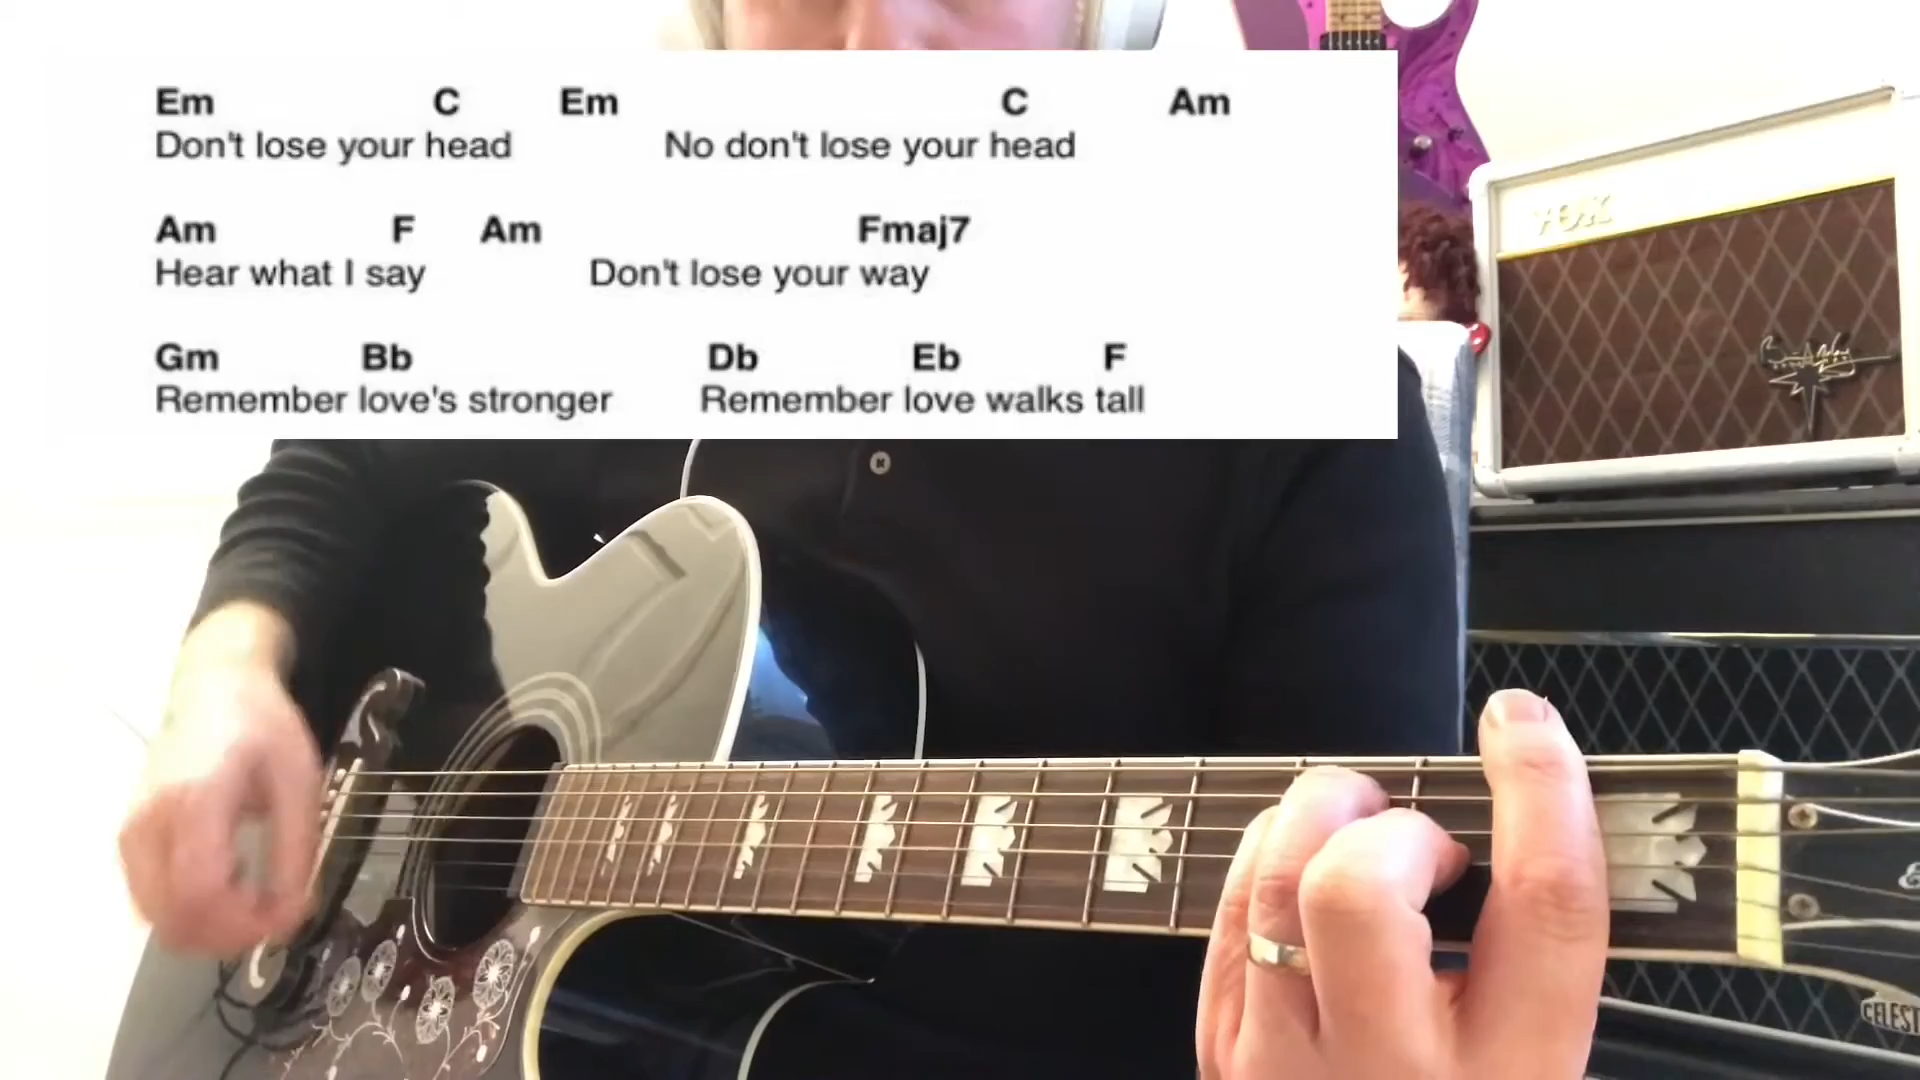 Em C Em C Am
Don't lose your head No don't lose your head
Am F Am Fmaj7
Hear what I say Don't lose your way
Gm Bb Db Eb F
Remember love's stronger Remember love walks tall
VOX